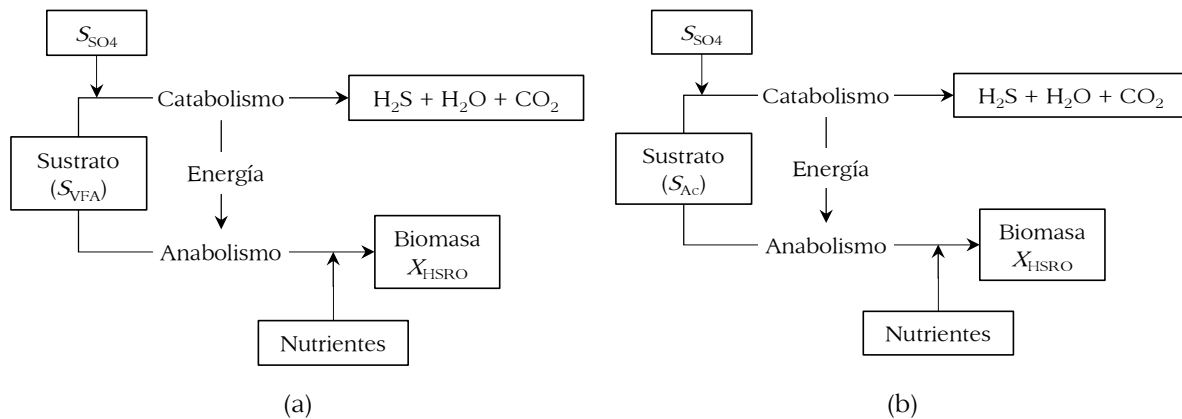 S_SO4
Catabolismo
H₂S + H₂O + CO₂
Sustrato
(S_VFA)
Energía
Anabolismo
Biomasa
X_HSRO
Nutrientes
(a)
S_SO4
Catabolismo
H₂S + H₂O + CO₂
Sustrato
(S_Ac)
Energía
Anabolismo
Biomasa
X_HSRO
Nutrientes
(b)